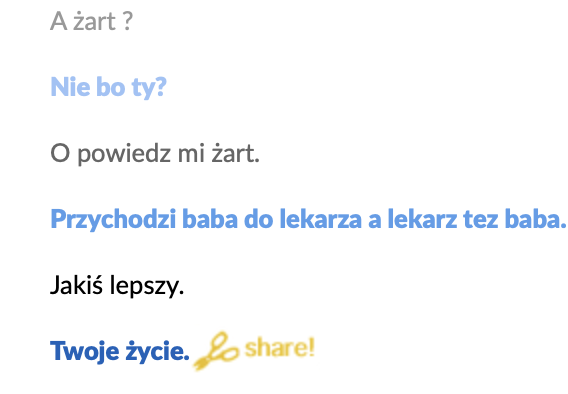 A żart ?
Nie bo ty?
O powiedz mi żart.
Przychodzi baba do lekarza a lekarz tez baba.
Jakiś lepszy.
Twoje życie. share!